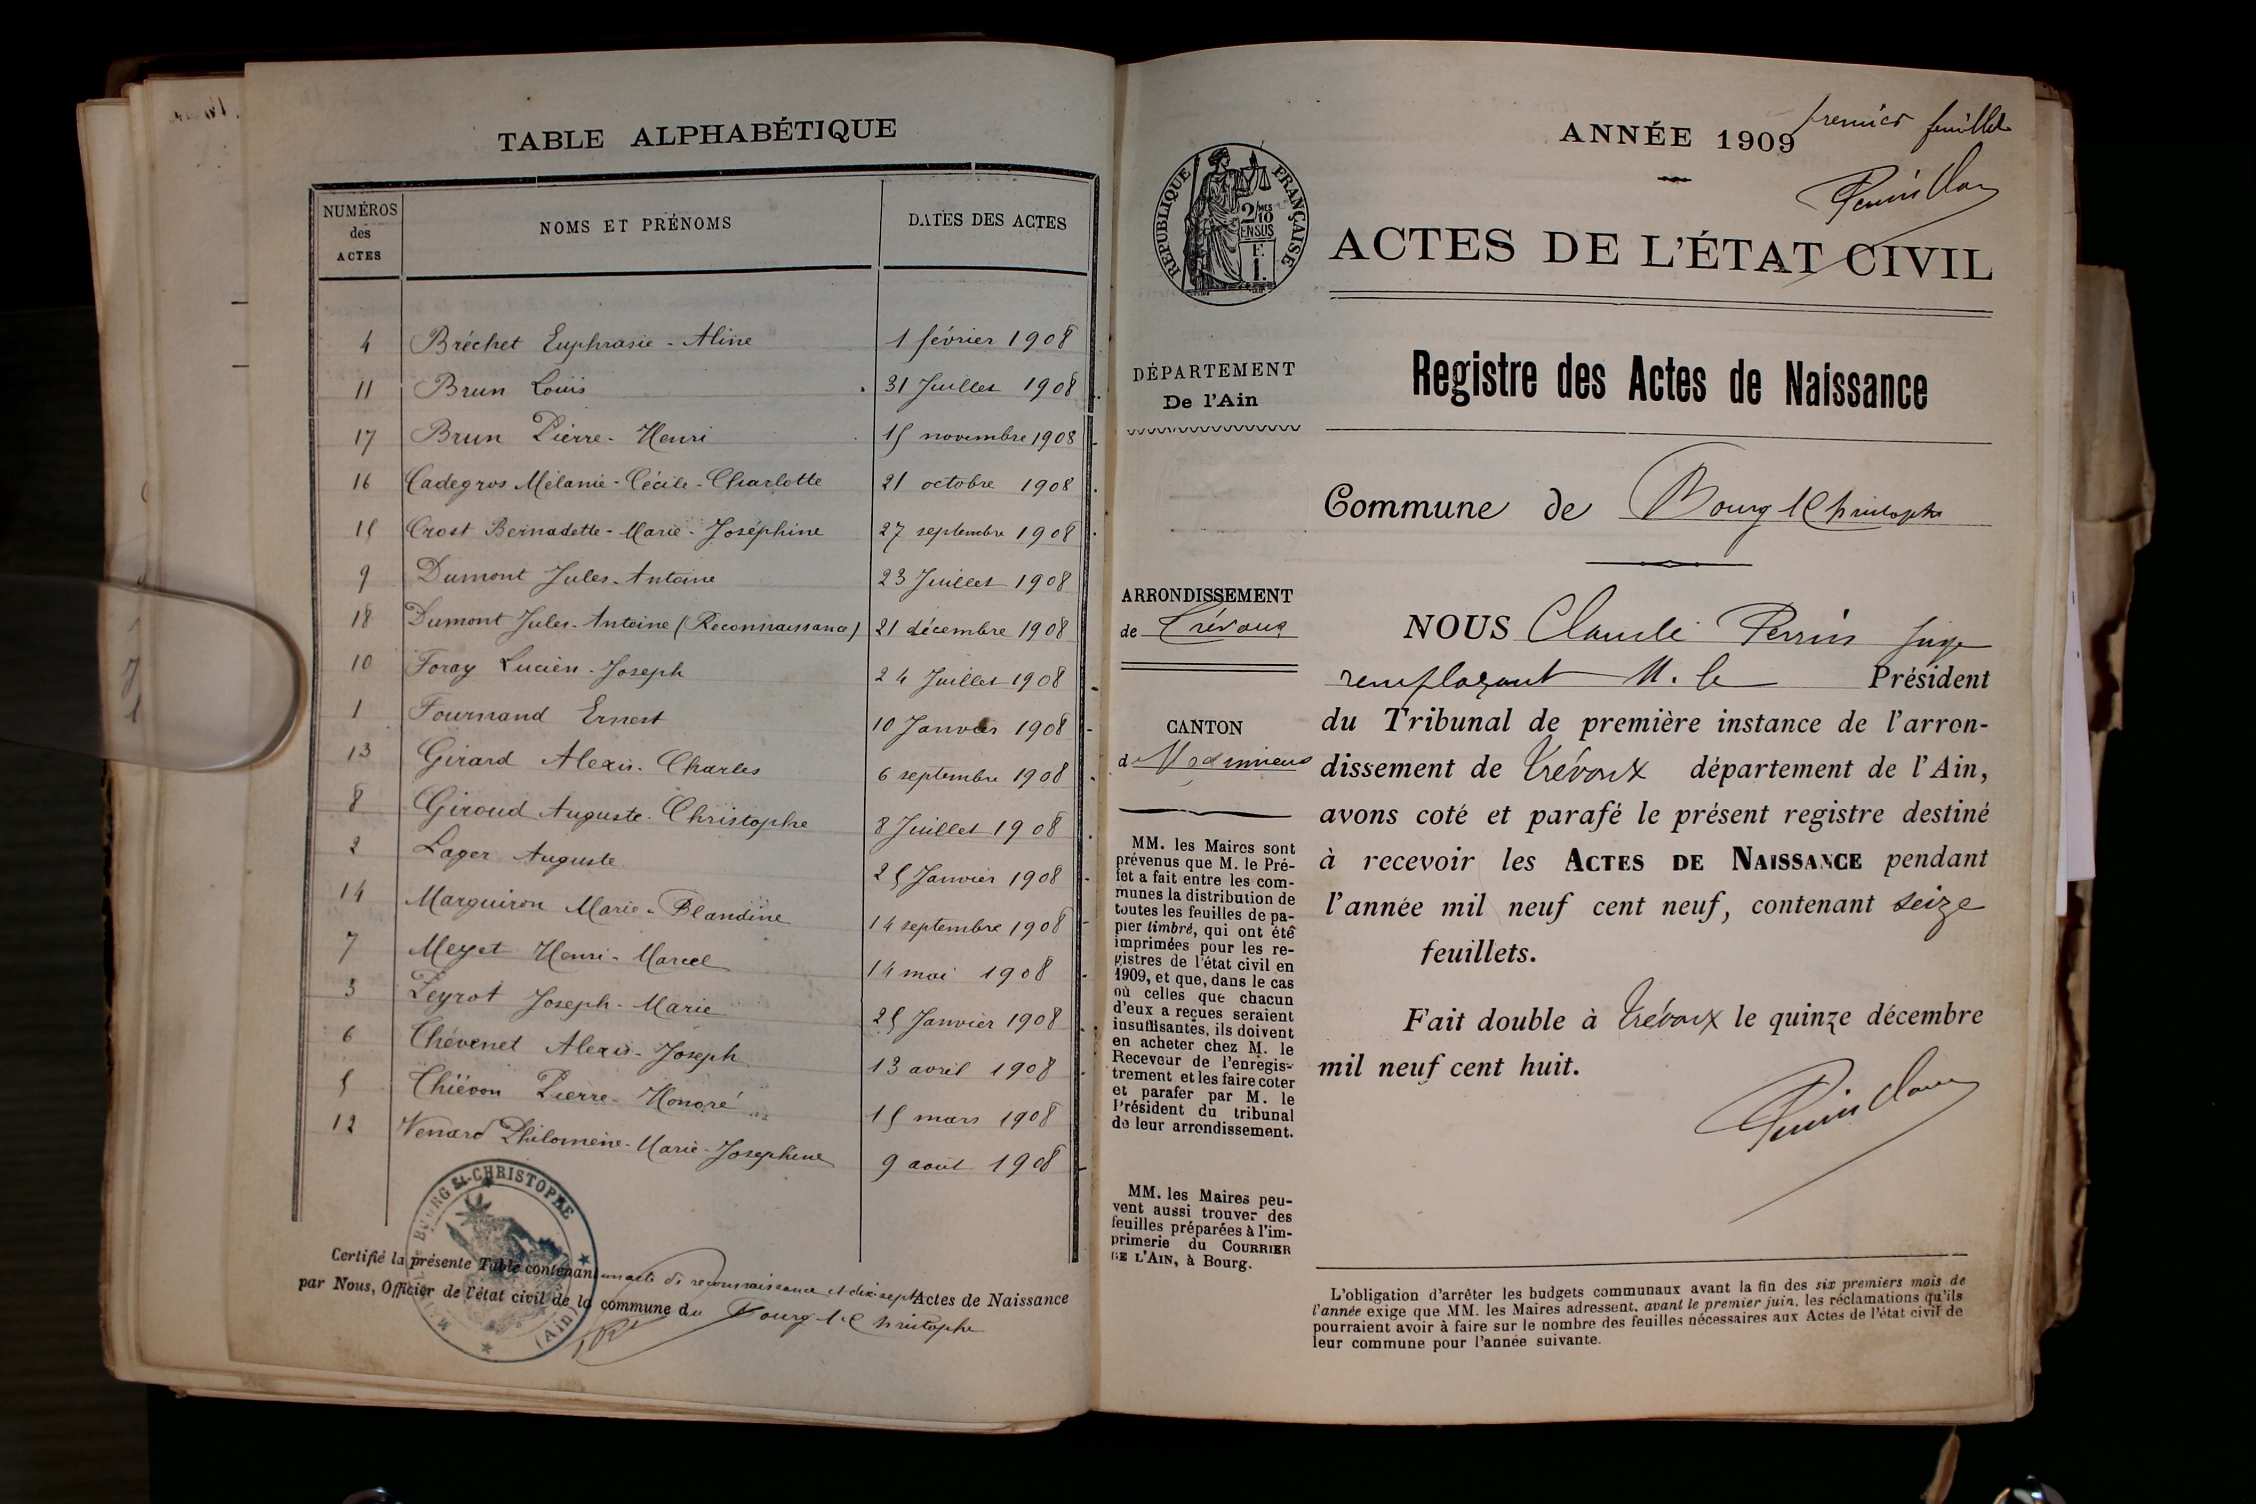 TABLE ALPHABÉTIQUE
NUMÉROS des ACTES NOMS ET PRÉNOMS DATES DES ACTES
4 Bréchet Euphrasie - Aline 1 février 1908
11 Brun Louis 31 Juillet 1908
17 Brun Pierre - Henri 15 novembre 1908
16 Cadegros Mélanie - Cécile - Charlotte 21 octobre 1908
15 Crost Bernadette - Marie - Joséphine 27 septembre 1908
9 Dumont Jules - Antoine 23 Juillet 1908
18 Dumont Jules - Antoine (Reconnaissance) 21 décembre 1908
10 Foray Lucien - Joseph 24 Juillet 1908
1 Fournand Ernest 10 Janvier 1908
13 Girard Alexis - Charles 6 septembre 1908
8 Giroud Auguste - Christophe 8 Juillet 1908
2 Lager Auguste 25 Janvier 1908
14 Marguiron Marie - Blandine 14 septembre 1908
7 Meyet Henri - Marcel 14 mai 1908
3 Peyrot Joseph - Marie 25 Janvier 1908
6 Thévenet Alexis - Joseph 13 avril 1908
5 Thiévon Pierre - Honoré 15 mars 1908
12 Venard Philomène - Marie - Josephine 9 août 1908
BOURG St-CHRISTOPHE
(Ain)
Certifié la présente Table contenant un acte de reconnaissance et dix sept Actes de Naissance
par Nous, Officier de l'état civil de la commune du Bourg St Christophe
premier feuillet
ANNÉE 1909
RÉPUBLIQUE FRANÇAISE
2/10 MES EN SUS
1 F.
ACTES DE L'ÉTAT CIVIL
DÉPARTEMENT
De l'Ain
Registre des Actes de Naissance
Commune de Bourg St Christophe
ARRONDISSEMENT
de Trévoux
CANTON
de Meximieux
MM. les Maires sont
prévenus que M. le Pré-
fet a fait entre les com-
munes la distribution de
toutes les feuilles de pa-
pier timbré, qui ont été
imprimées pour les re-
gistres de l'état civil en
1909, et que, dans le cas
où celles que chacun
d'eux a reçues seraient
insuffisantes, ils doivent
en acheter chez M. le
Receveur de l'enregis-
trement et les faire coter
et parafer par M. le
Président du tribunal
de leur arrondissement.
MM. les Maires peu-
vent aussi trouver des
feuilles préparées à l'im-
primerie du COURRIER
DE L'AIN, à Bourg.
NOUS Claude Perrin juge
remplaçant M. le Président
du Tribunal de première instance de l'arron-
dissement de Trévoux département de l'Ain,
avons coté et parafé le présent registre destiné
à recevoir les ACTES DE NAISSANCE pendant
l'année mil neuf cent neuf, contenant seize
feuillets.
Fait double à Trévoux le quinze décembre
mil neuf cent huit.
L'obligation d'arrêter les budgets communaux avant la fin des six premiers mois de
l'année exige que MM. les Maires adressent, avant le premier juin, les réclamations qu'ils
pourraient avoir à faire sur le nombre des feuilles nécessaires aux Actes de l'état civil de
leur commune pour l'année suivante.